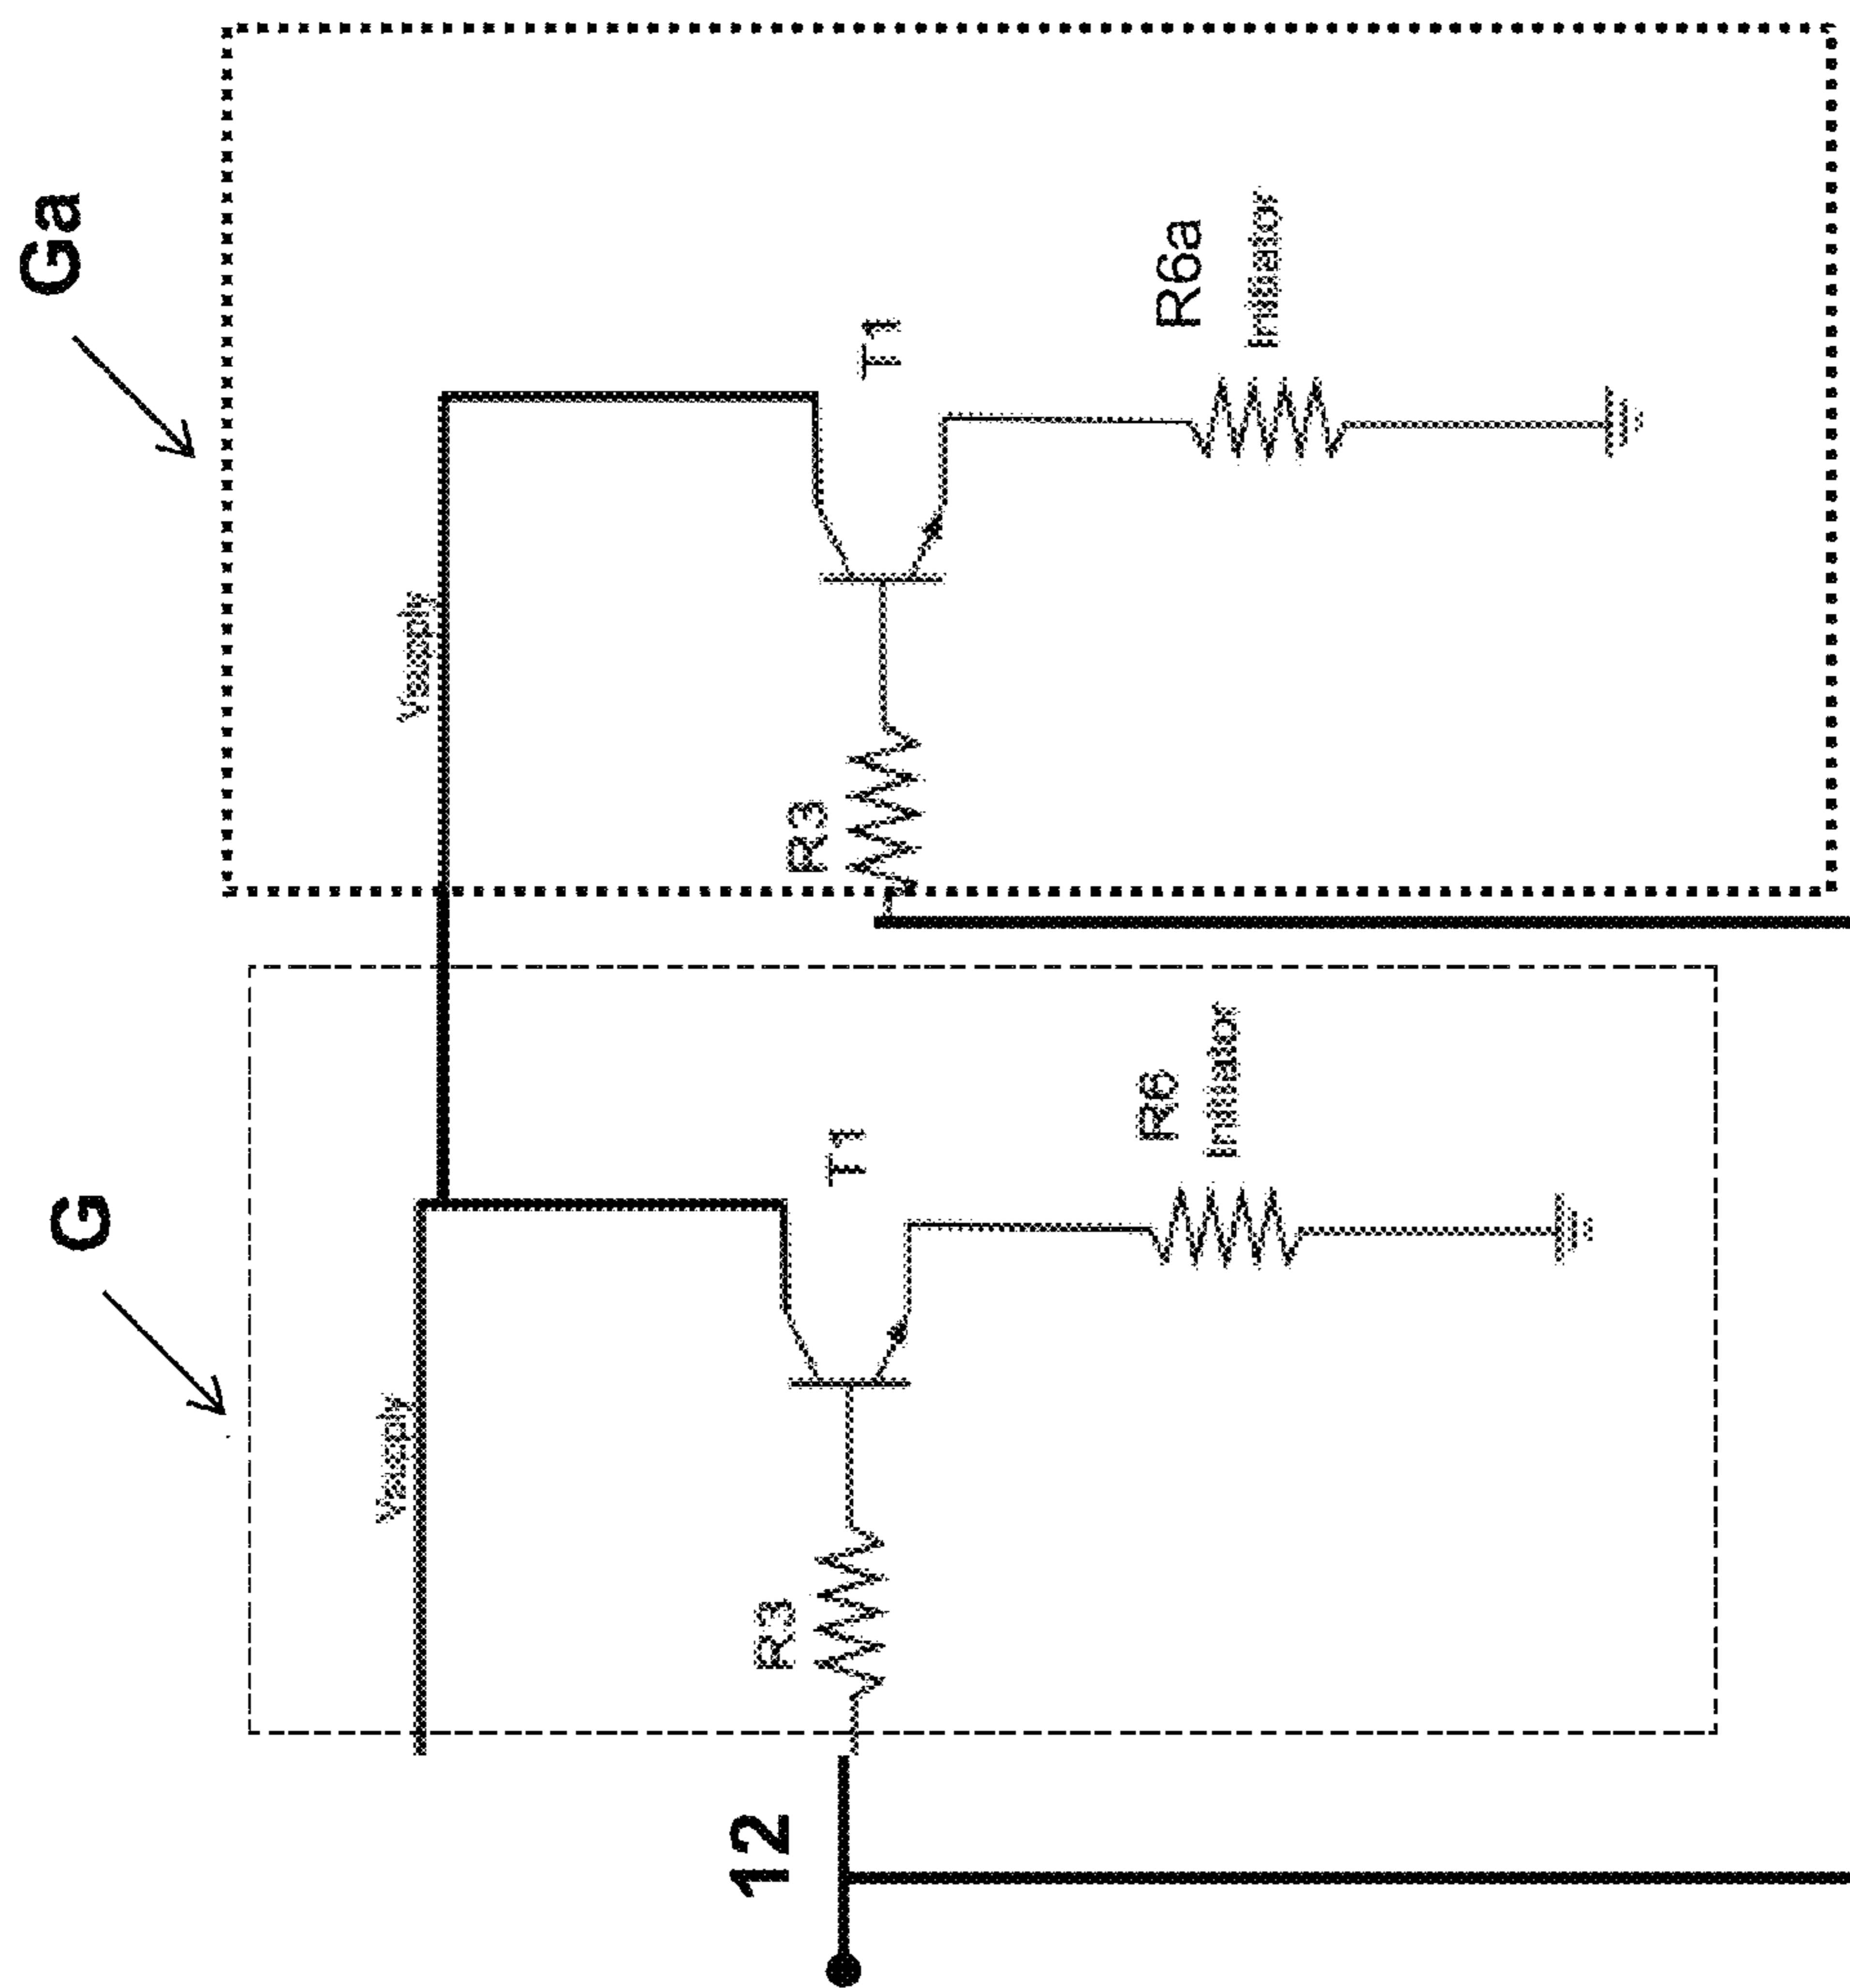 G
Vsupply
12
R3
T1
R6
Initiator
Ga
Vsupply
R3
T1
R6a
Initiator